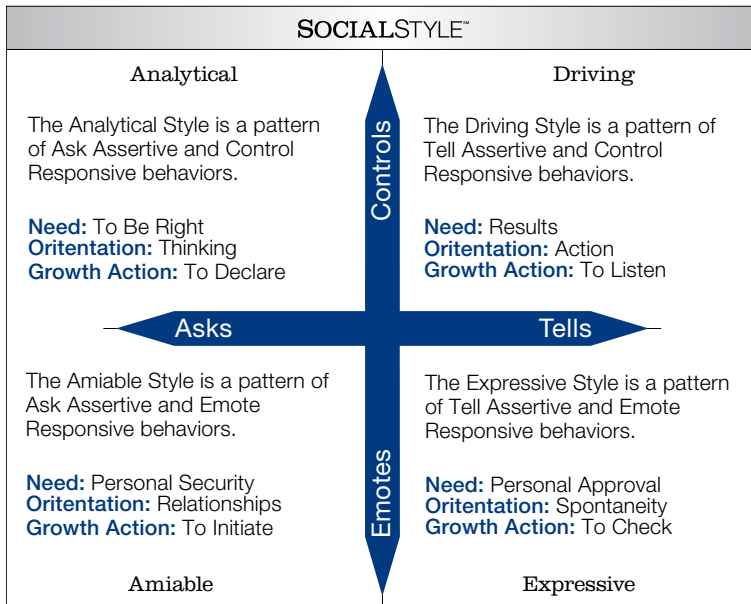 SOCIALSTYLE™
Analytical
The Analytical Style is a pattern
of Ask Assertive and Control
Responsive behaviors.
Need: To Be Right
Oritentation: Thinking
Growth Action: To Declare
Driving
The Driving Style is a pattern of
Tell Assertive and Control
Responsive behaviors.
Need: Results
Oritentation: Action
Growth Action: To Listen
Controls
Asks
Tells
Emotes
The Amiable Style is a pattern of
Ask Assertive and Emote
Responsive behaviors.
Need: Personal Security
Oritentation: Relationships
Growth Action: To Initiate
Amiable
The Expressive Style is a pattern
of Tell Assertive and Emote
Responsive behaviors.
Need: Personal Approval
Oritentation: Spontaneity
Growth Action: To Check
Expressive